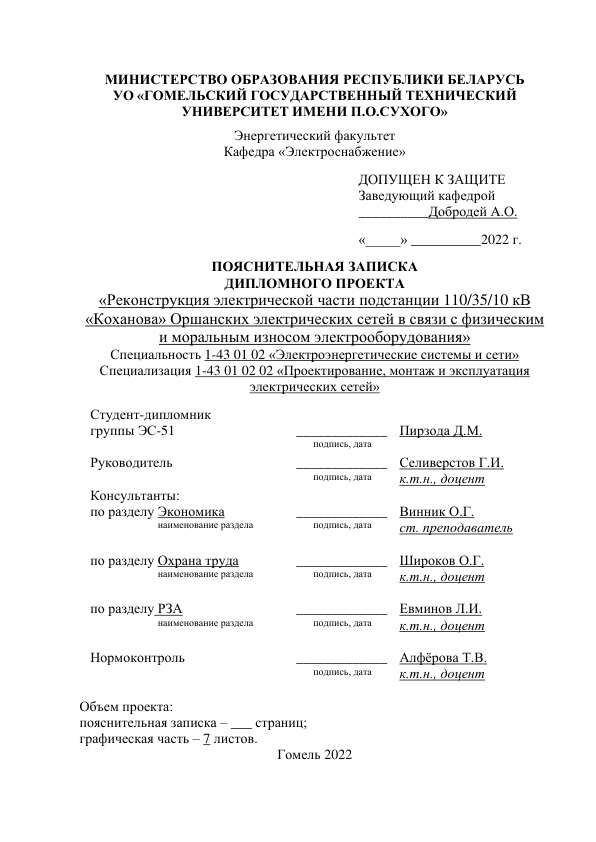 МИНИСТЕРСТВО ОБРАЗОВАНИЯ РЕСПУБЛИКИ БЕЛАРУСЬ
УО «ГОМЕЛЬСКИЙ ГОСУДАРСТВЕННЫЙ ТЕХНИЧЕСКИЙ
УНИВЕРСИТЕТ ИМЕНИ П.О.СУХОГО»
Энергетический факультет
Кафедра «Электроснабжение»
ДОПУЩЕН К ЗАЩИТЕ
Заведующий кафедрой
__________Добродей А.О.
«_____» __________2022 г.
ПОЯСНИТЕЛЬНАЯ ЗАПИСКА
ДИПЛОМНОГО ПРОЕКТА
«Реконструкция электрической части подстанции 110/35/10 кВ
«Коханова» Оршанских электрических сетей в связи с физическим
и моральным износом электрооборудования»
Специальность 1-43 01 02 «Электроэнергетические системы и сети»
Специализация 1-43 01 02 02 «Проектирование, монтаж и эксплуатация
электрических сетей»
Студент-дипломник
группы ЭС-51 _____________ Пирзода Д.М.
подпись, дата
Руководитель _____________ Селиверстов Г.И.
подпись, дата к.т.н., доцент
Консультанты:
по разделу Экономика _____________ Винник О.Г.
наименование раздела подпись, дата ст. преподаватель
по разделу Охрана труда _____________ Широков О.Г.
наименование раздела подпись, дата к.т.н., доцент
по разделу РЗА _____________ Евминов Л.И.
наименование раздела подпись, дата к.т.н., доцент
Нормоконтроль _____________ Алфёрова Т.В.
подпись, дата к.т.н., доцент
Объем проекта:
пояснительная записка – ___ страниц;
графическая часть – 7 листов.
Гомель 2022